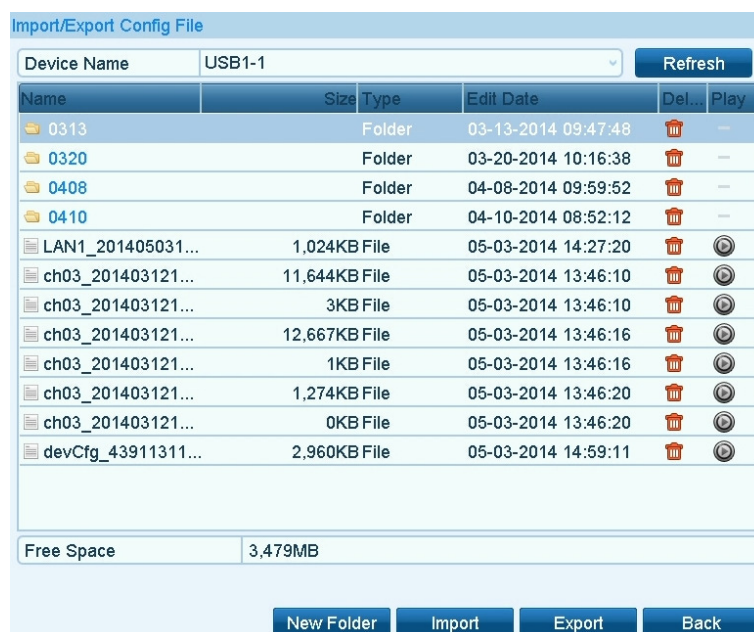 Import/Export Config File
Device Name USB1-1 Refresh
Name Size Type Edit Date Del... Play
0313 Folder 03-13-2014 09:47:48 —
0320 Folder 03-20-2014 10:16:38 —
0408 Folder 04-08-2014 09:59:52 —
0410 Folder 04-10-2014 08:52:12 —
LAN1_201405031... 1,024KB File 05-03-2014 14:27:20
ch03_201403121... 11,644KB File 05-03-2014 13:46:10
ch03_201403121... 3KB File 05-03-2014 13:46:10
ch03_201403121... 12,667KB File 05-03-2014 13:46:16
ch03_201403121... 1KB File 05-03-2014 13:46:16
ch03_201403121... 1,274KB File 05-03-2014 13:46:20
ch03_201403121... 0KB File 05-03-2014 13:46:20
devCfg_43911311... 2,960KB File 05-03-2014 14:59:11
Free Space 3,479MB
New Folder Import Export Back